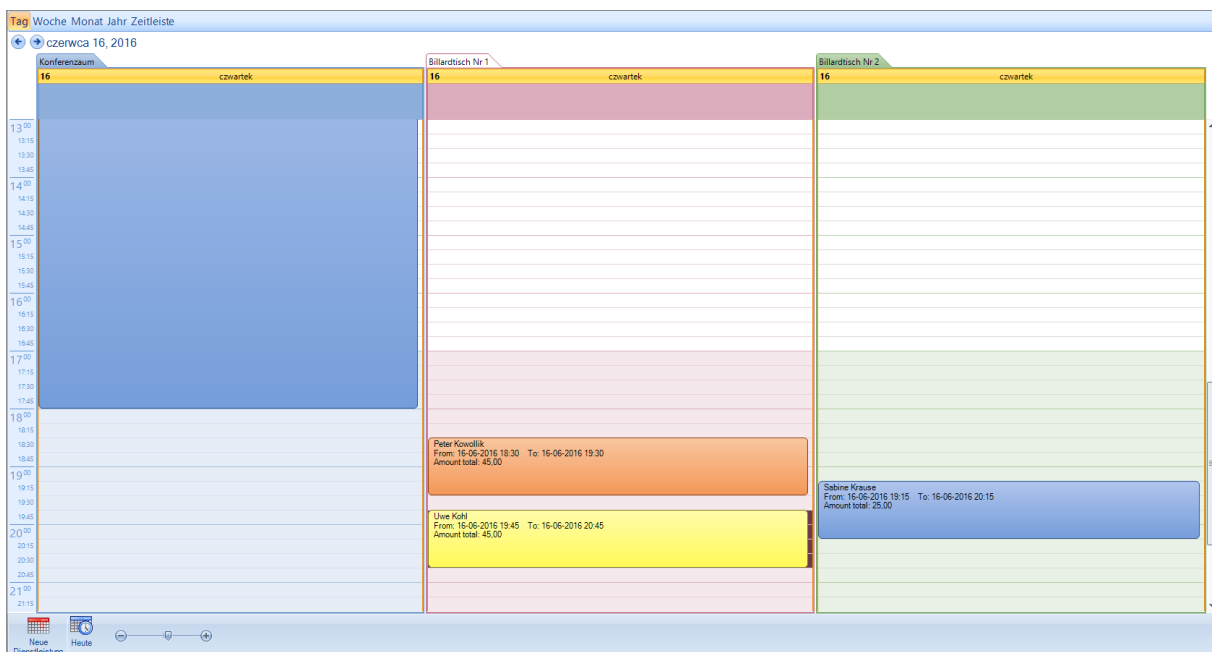 Tag Woche Monat Jahr Zeitleiste
czerwca 16, 2016
Konferenzaum
Billardtisch Nr 1
Billardtisch Nr 2
16 czwartek
16 czwartek
16 czwartek
13 00
13:15
13:30
13:45
14 00
14:15
14:30
14:45
15 00
15:15
15:30
15:45
16 00
16:15
16:30
16:45
17 00
17:15
17:30
17:45
18 00
18:15
18:30
18:45
19 00
19:15
19:30
19:45
20 00
20:15
20:30
20:45
21 00
21:15
Peter Kowollik
From: 16-06-2016 18:30 To: 16-06-2016 19:30
Amount total: 45,00
Uwe Kohl
From: 16-06-2016 19:45 To: 16-06-2016 20:45
Amount total: 45,00
Sabine Krause
From: 16-06-2016 19:15 To: 16-06-2016 20:15
Amount total: 25,00
Neue
Dienstleistung
Heute